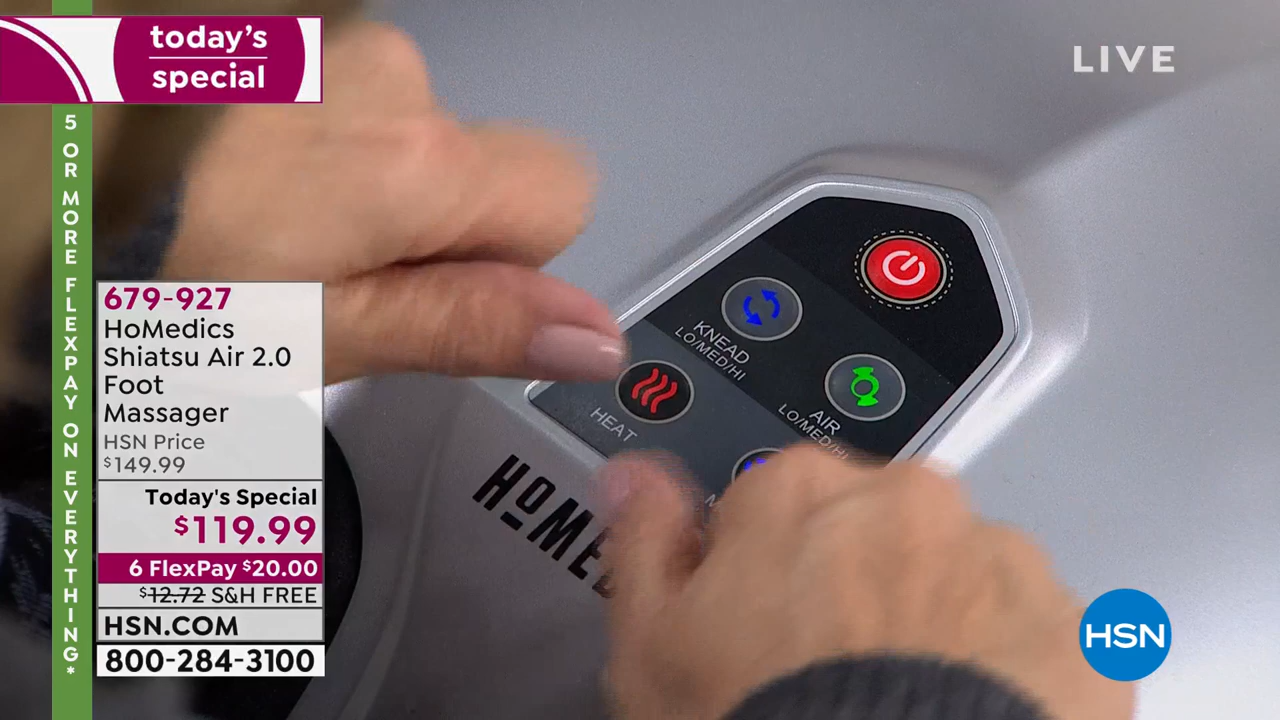 today's
special
LIVE
5 OR MORE FLEXPAY ON EVERYTHING*
679-927
HoMedics
Shiatsu Air 2.0
Foot
Massager
HSN Price
$149.99
Today's Special
$119.99
6 FlexPay $20.00
$12.72 S&H FREE
HSN.COM
800-284-3100
KNEAD
LO/MED/HI
AIR
LO/MED/HI
HEAT
HSN